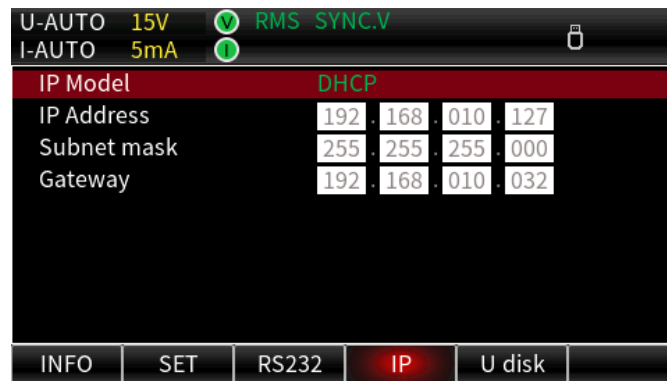 U-AUTO 15V V RMS SYNC.V
I-AUTO 5mA I
IP Model DHCP
IP Address 192 . 168 . 010 . 127
Subnet mask 255 . 255 . 255 . 000
Gateway 192 . 168 . 010 . 032
INFO SET RS232 IP U disk